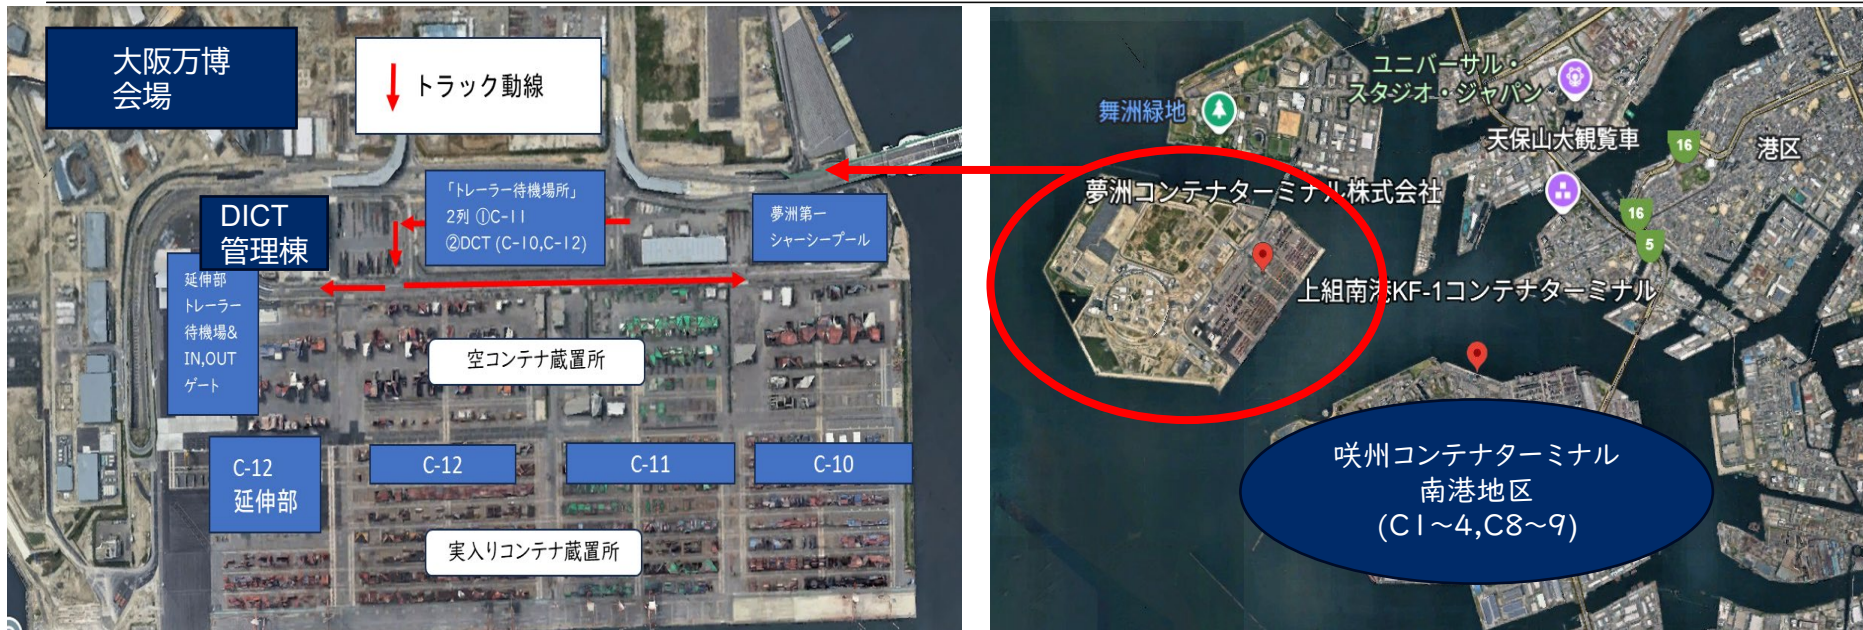 大阪万博
会場
トラック動線
「トレーラー待機場所」
2列 ①C-11
②DCT (C-10,C-12)
夢洲第一
シャーシープール
DICT
管理棟
延伸部
トレーラー
待機場&
IN,OUT
ゲート
空コンテナ蔵置所
C-12
延伸部
C-12
C-11
C-10
実入りコンテナ蔵置所
ユニバーサル・
スタジオ・ジャパン
舞洲緑地
天保山大観覧車
16
港区
夢洲コンテナターミナル株式会社
16
5
上組南港KF-1コンテナターミナル
咲州コンテナターミナル
南港地区
(C1~4,C8~9)